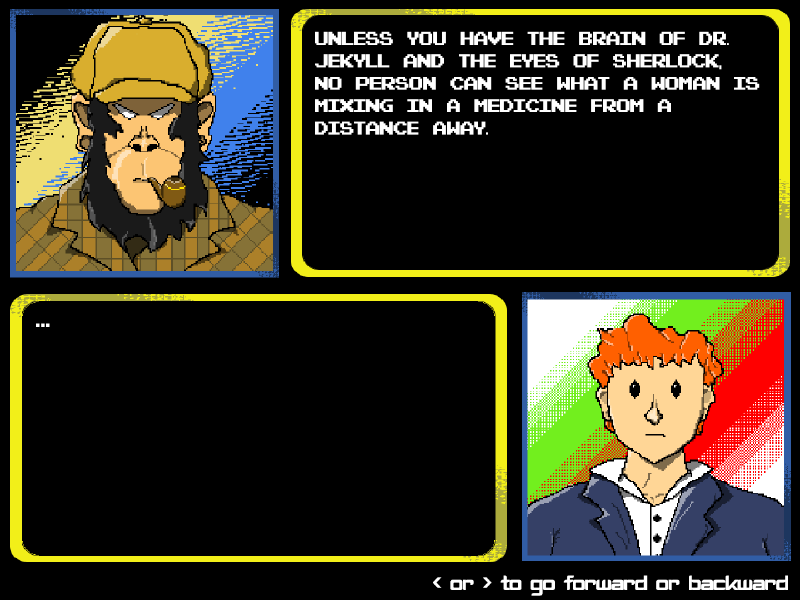 UNLESS YOU HAVE THE BRAIN OF DR.
JEKYLL AND THE EYES OF SHERLOCK,
NO PERSON CAN SEE WHAT A WOMAN IS
MIXING IN A MEDICINE FROM A
DISTANCE AWAY.
...
< or > to go forward or backward